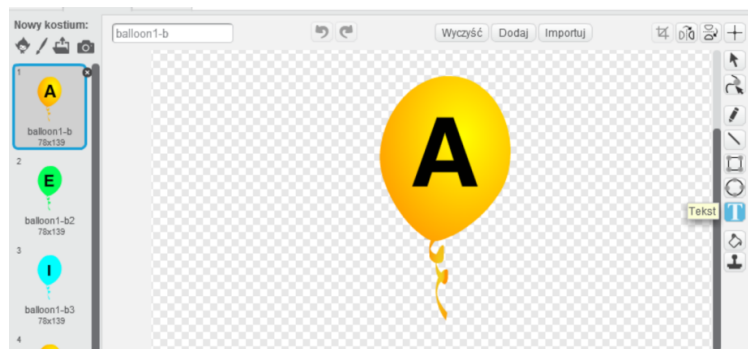 Nowy kostium:
balloon1-b
Wyczyść Dodaj Importuj
1
A
balloon1-b
78x139
2
E
balloon1-b2
78x139
3
I
balloon1-b3
78x139
4
A
T
Tekst